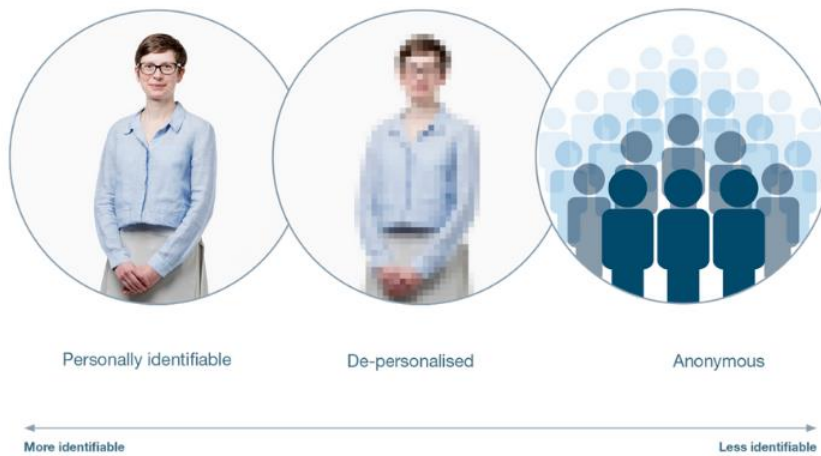 Personally identifiable
De-personalised
Anonymous
More identifiable
Less identifiable